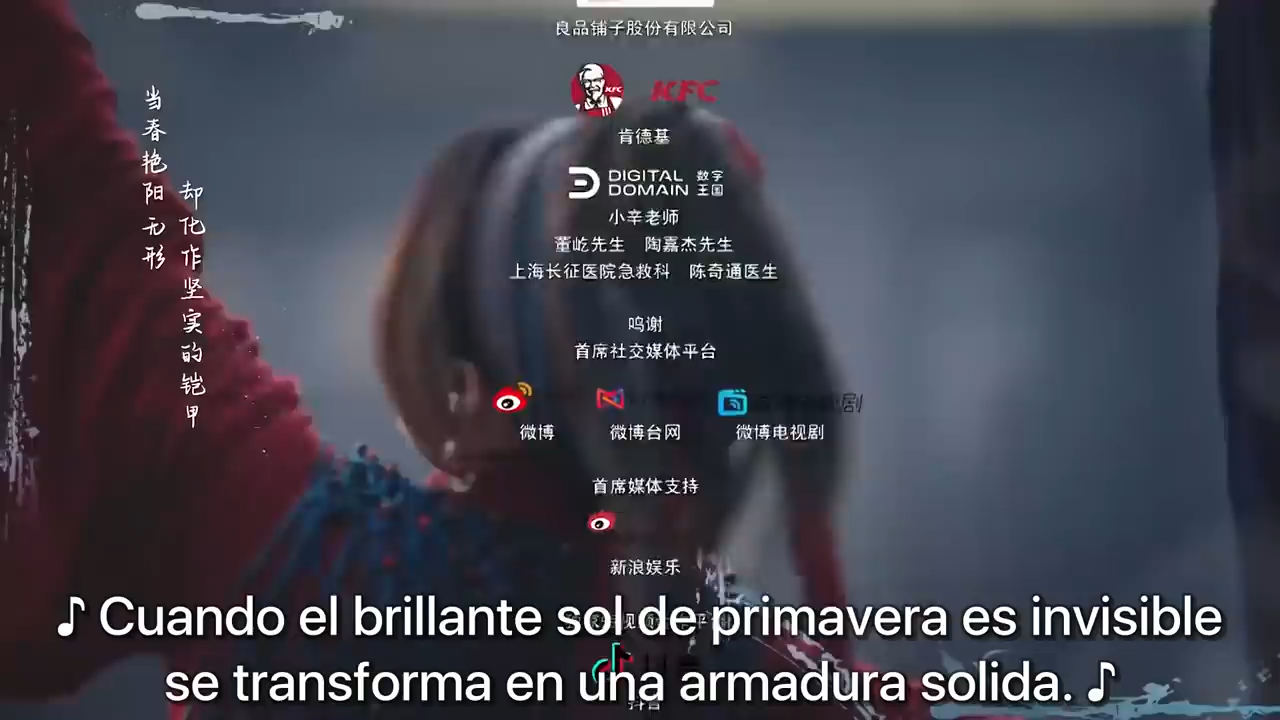 良品铺子股份有限公司
KFC
KFC
肯德基
DIGITAL DOMAIN 数字王国
小辛老师
董屹先生 陶嘉杰先生
上海长征医院急救科 陈奇通医生
鸣谢
首席社交媒体平台
微博 微博台网 微博电视剧
首席媒体支持
新浪娱乐
抖音
当春艳阳无形
却化作坚实的铠甲
♪ Cuando el brillante sol de primavera es invisible
se transforma en una armadura solida. ♪